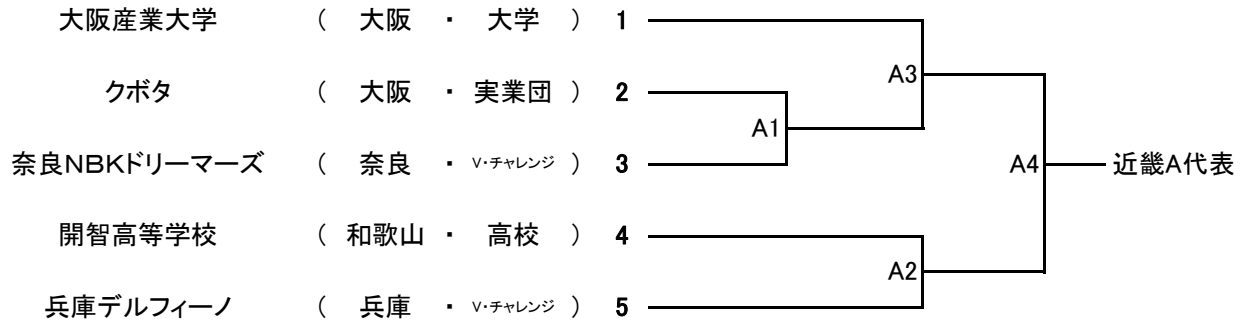 大阪産業大学 ( 大阪 ・ 大学 ) 1
A3
クボタ ( 大阪 ・ 実業団 ) 2
A1
奈良NBKドリーマーズ ( 奈良 ・ V・チャレンジ ) 3
A4 近畿A代表
開智高等学校 ( 和歌山 ・ 高校 ) 4
A2
兵庫デルフィーノ ( 兵庫 ・ V・チャレンジ ) 5